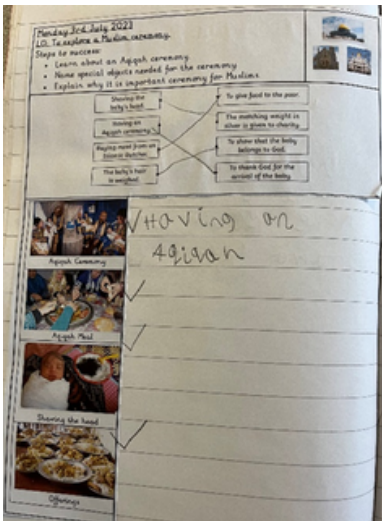 Monday 3rd July 2023
LO: To explore a Muslim ceremony.
Steps to success:
• Learn about an Aqiqah ceremony
• Name special objects needed for the ceremony
• Explain why it is important ceremony for Muslims.
Shaving the
baby's head.
To give food to the poor.
Having an
Aqiqah ceremony.
The matching weight in
silver is given to charity.
Buying meat from an
Islamic butcher.
To show that the baby
belongs to God.
The baby's hair
is weighed.
To thank God for the
arrival of the baby.
Having an
Aqiqah
Aqiqah Ceremony
Aqiqah Meal
Shaving the head
Offerings